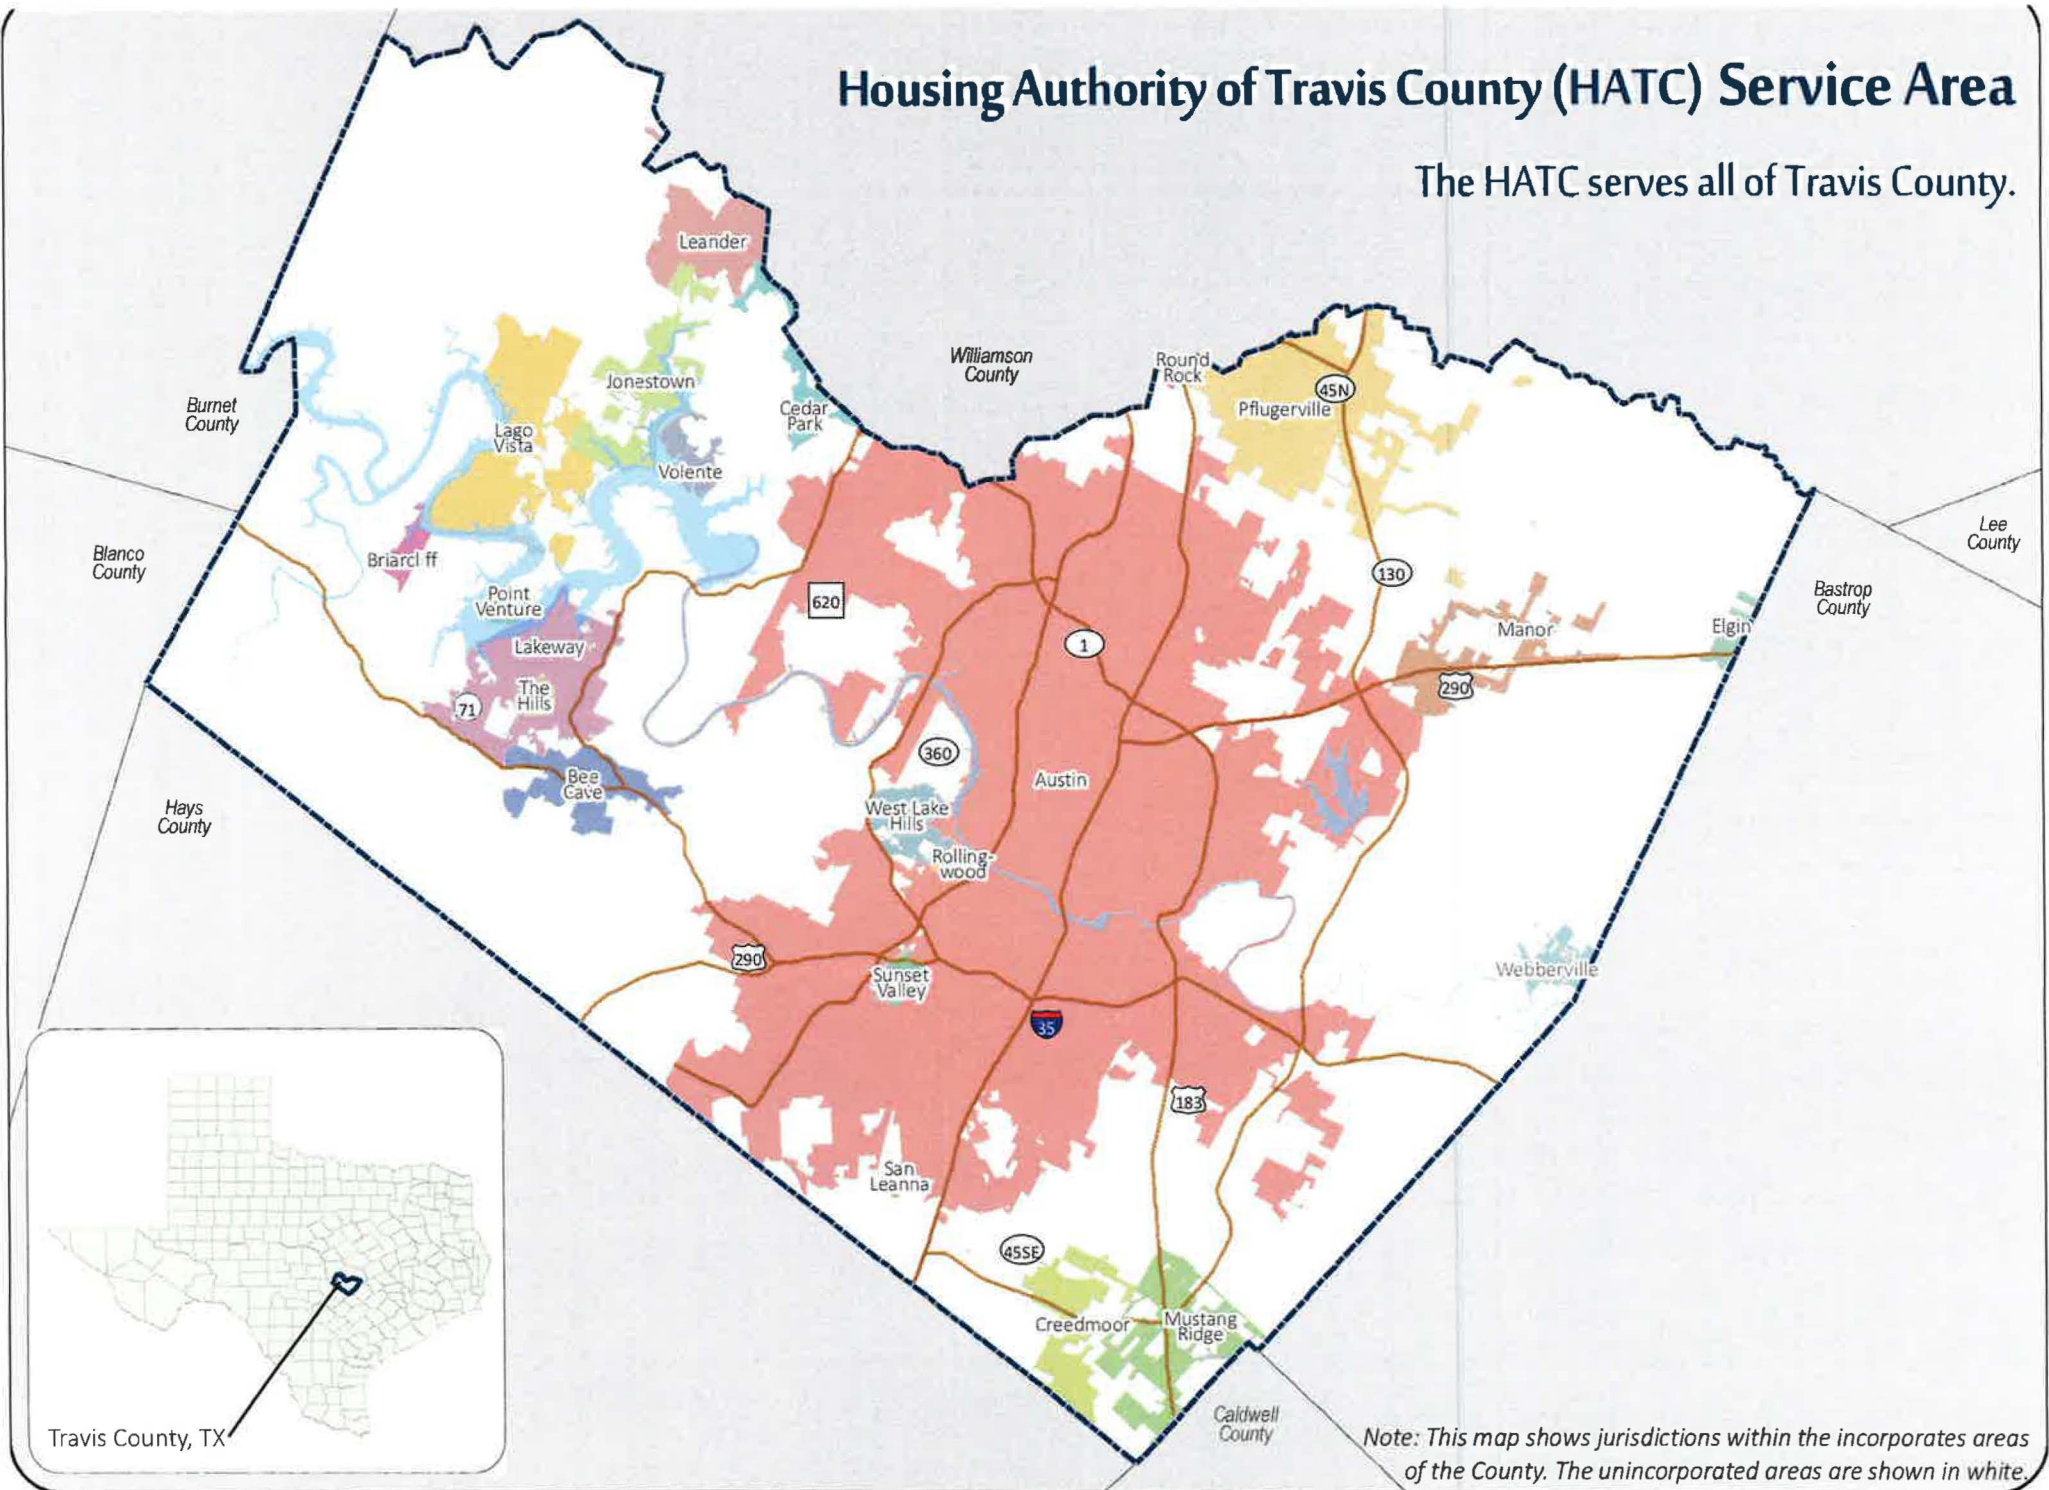 Housing Authority of Travis County (HATC) Service Area
The HATC serves all of Travis County.
Leander
Williamson
County
Round
Rock
45N
Pflugerville
Jonestown
Cedar
Park
Burnet
County
Lago
Vista
Volente
Lee
County
Blanco
County
Briarcl ff
130
Bastrop
County
Point
Venture
620
Manor
Elgin
1
Lakeway
The
Hills
71
290
360
Austin
Bee
Cave
West Lake
Hills
Hays
County
Rolling-
wood
290
Sunset
Valley
Webberville
35
183
San
Leanna
45SE
Creedmoor
Mustang
Ridge
Caldwell
County
Travis County, TX
Note: This map shows jurisdictions within the incorporates areas
of the County. The unincorporated areas are shown in white.